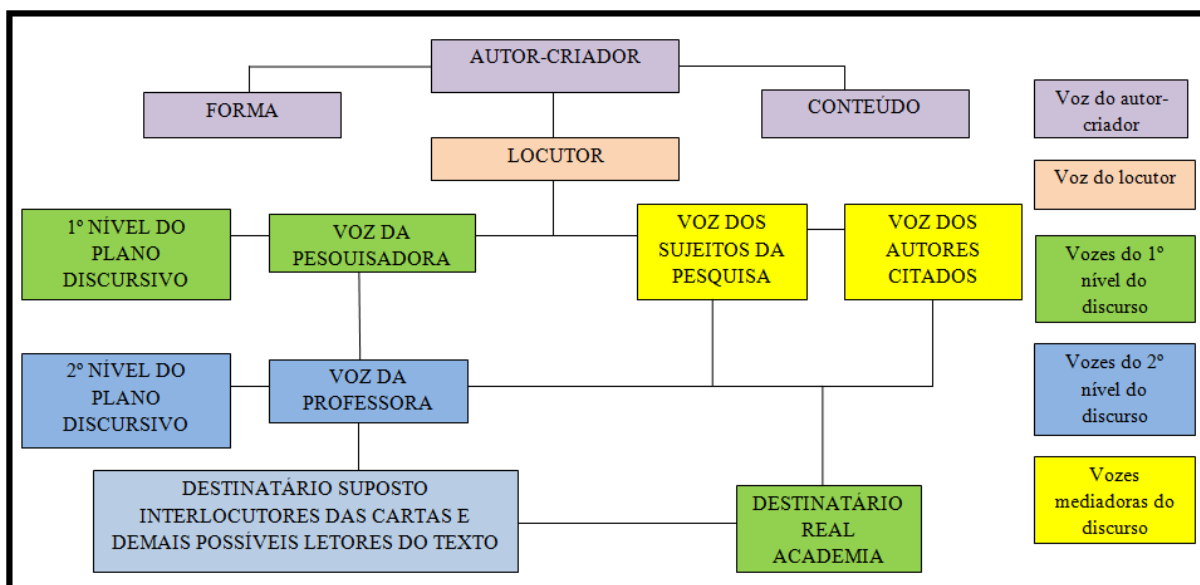 AUTOR-CRIADOR
FORMA
CONTEÚDO
LOCUTOR
1º NÍVEL DO
PLANO
DISCURSIVO
VOZ DA
PESOUISADORA
VOZ DOS
SUJEITOS DA
PESQUISA
VOZ DOS
AUTORES
CITADOS
2º NÍVEL DO
PLANO
DISCURSIVO
VOZ DA
PROFESSORA
DESTINATÁRIO SUPOSTO
INTERLOCUTORES DAS CARTAS E
DEMAIS POSSÍVEIS LETORES DO TEXTO
DESTINATÁRIO
REAL
ACADEMIA
Voz do autor-
criador
Voz do locutor
Vozes do 1º
nível do
discurso
Vozes do 2º
nível do
discurso
Vozes
mediadoras do
discurso